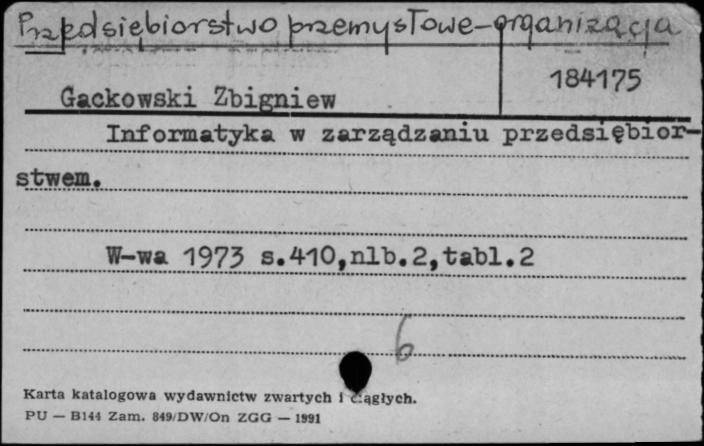 Przedsiębiorstwo przemysłowe-organizacja
184175
Gackowski Zbigniew
Informatyka w zarządzaniu przedsiębior-
stwem.
W-wa 1973 s.410,nlb.2,tabl.2
6
Karta katalogowa wydawnictw zwartych i ciągłych.
PU — B144 Zam. 849/DW/On ZGG — 1991